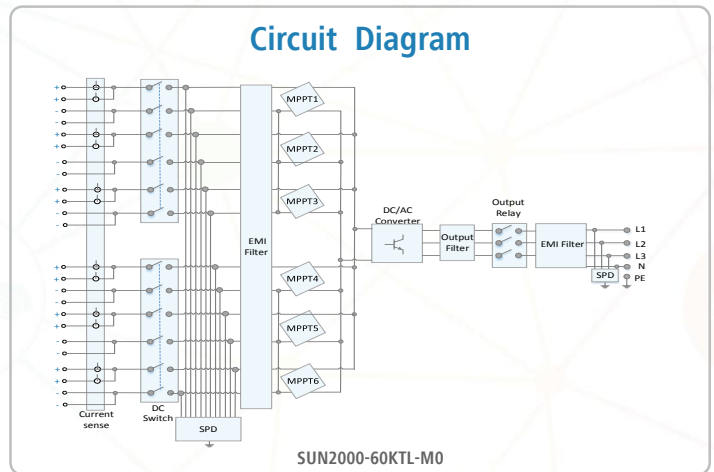 Circuit Diagram
+
+
-
-
+
+
-
-
+
+
-
-
+
+
-
-
+
+
-
-
+
+
-
-
Current
sense
DC
Switch
SPD
EMI
Filter
MPPT1
MPPT2
MPPT3
MPPT4
MPPT5
MPPT6
DC/AC
Converter
Output
Filter
Output
Relay
EMI Filter
SPD
L1
L2
L3
N
PE
SUN2000-60KTL-M0